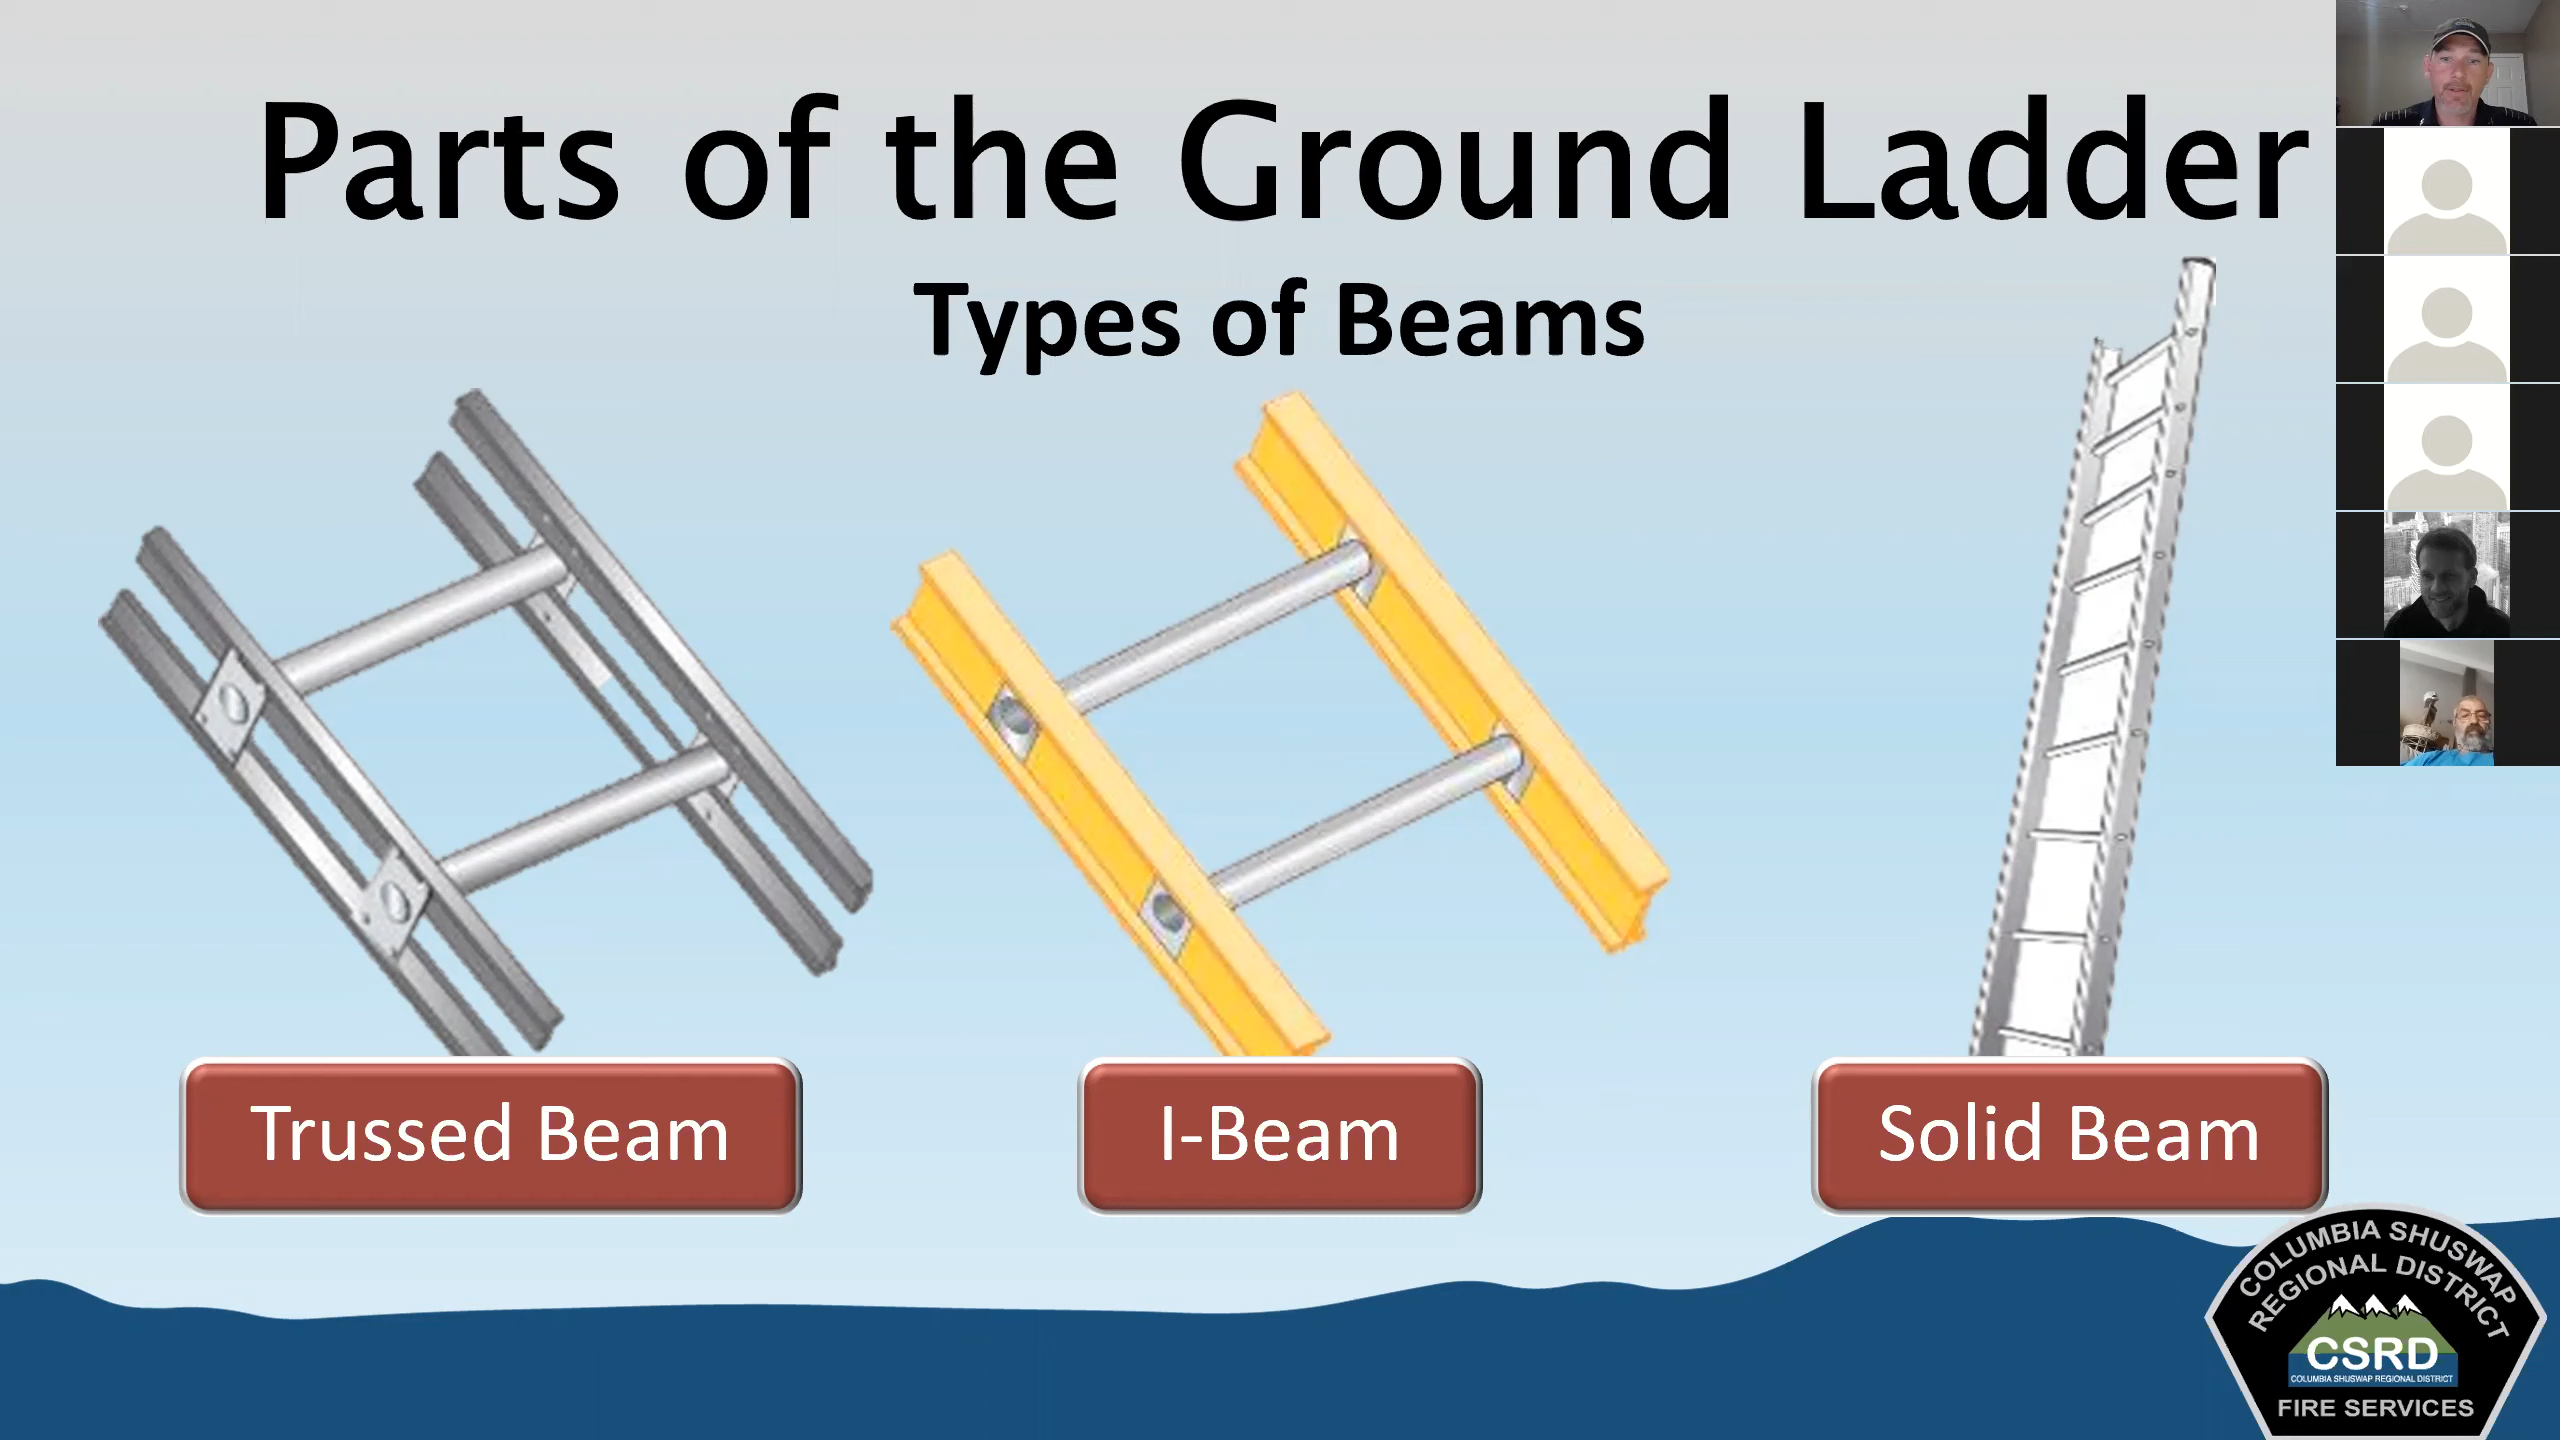 Parts of the Ground Ladder
Types of Beams
Trussed Beam
I-Beam
Solid Beam
COLUMBIA SHUSWAP
REGIONAL DISTRICT
CSRD
COLUMBIA SHUSWAP REGIONAL DISTRICT
FIRE SERVICES